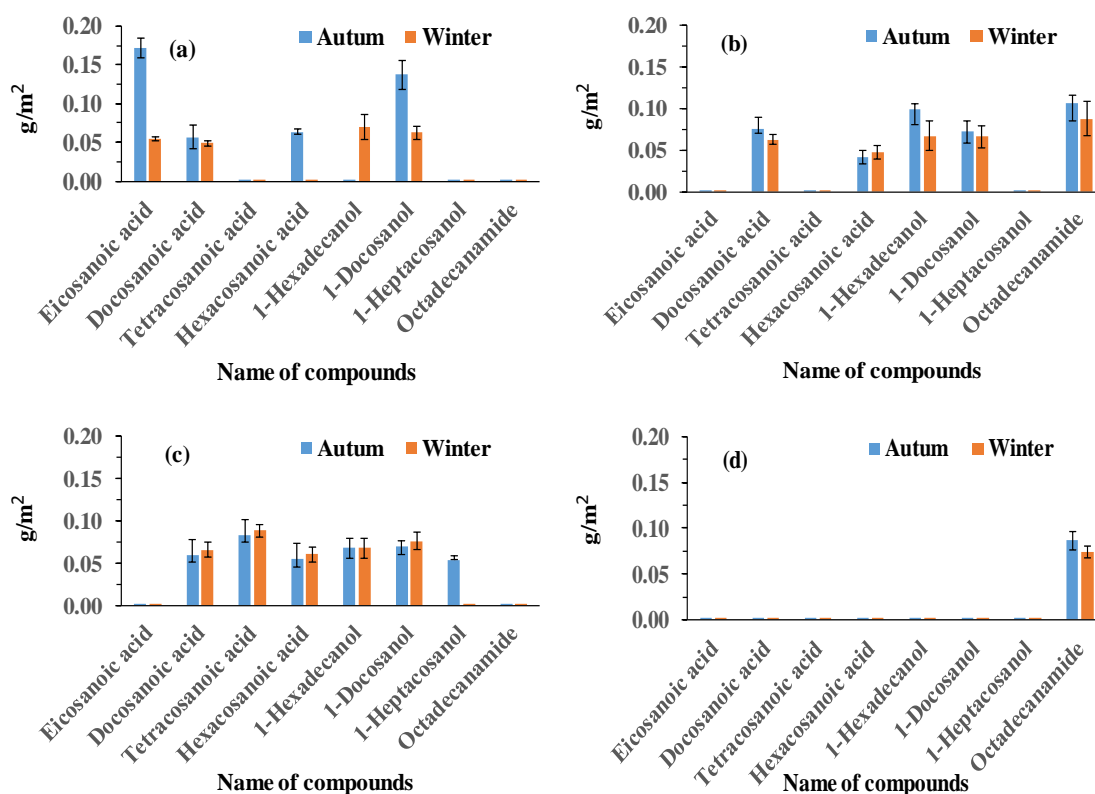 (a)
Autum Winter
g/m²
0.20
0.15
0.10
0.05
0.00
Eicosanoic acid
Docosanoic acid
Tetracosanoic acid
Hexacosanoic acid
1-Hexadecanol
1-Docosanol
1-Heptacosanol
Octadecanamide
Name of compounds
(b)
Autum Winter
g/m²
0.20
0.15
0.10
0.05
0.00
Eicosanoic acid
Docosanoic acid
Tetracosanoic acid
Hexacosanoic acid
1-Hexadecanol
1-Docosanol
1-Heptacosanol
Octadecanamide
Name of compounds
(c)
Autum Winter
g/m²
0.20
0.15
0.10
0.05
0.00
Eicosanoic acid
Docosanoic acid
Tetracosanoic acid
Hexacosanoic acid
1-Hexadecanol
1-Docosanol
1-Heptacosanol
Octadecanamide
Name of compounds
(d)
Autum Winter
g/m²
0.20
0.15
0.10
0.05
0.00
Eicosanoic acid
Docosanoic acid
Tetracosanoic acid
Hexacosanoic acid
1-Hexadecanol
1-Docosanol
1-Heptacosanol
Octadecanamide
Name of compounds